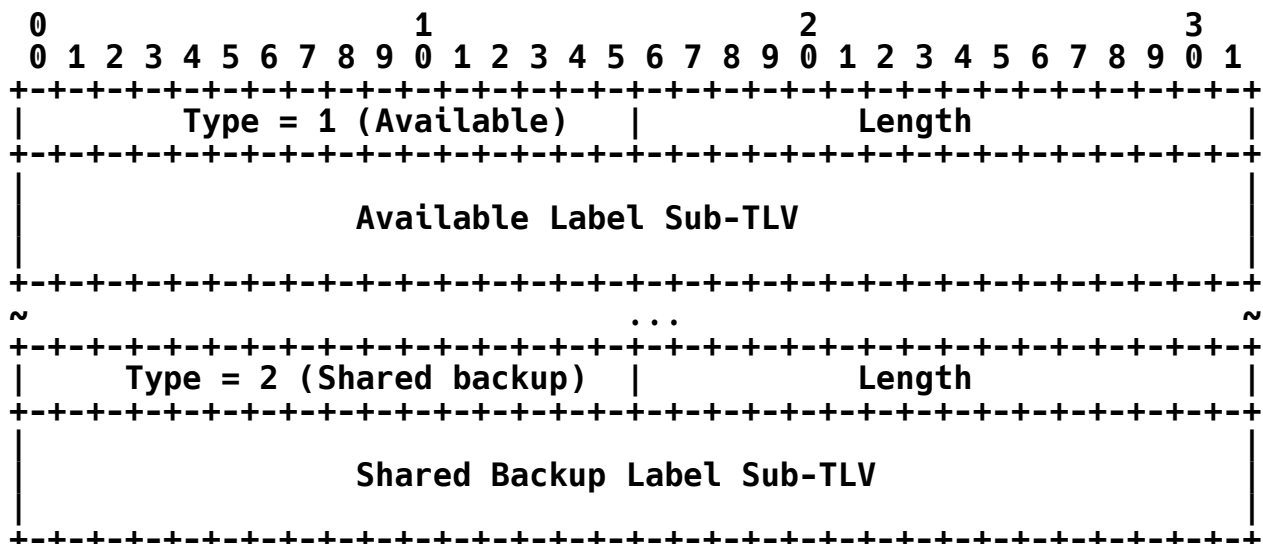 0                   1                   2                   3
 0 1 2 3 4 5 6 7 8 9 0 1 2 3 4 5 6 7 8 9 0 1 2 3 4 5 6 7 8 9 0 1
+-+-+-+-+-+-+-+-+-+-+-+-+-+-+-+-+-+-+-+-+-+-+-+-+-+-+-+-+-+-+-+-+
|        Type = 1 (Available)   |           Length              |
+-+-+-+-+-+-+-+-+-+-+-+-+-+-+-+-+-+-+-+-+-+-+-+-+-+-+-+-+-+-+-+-+
|                                                               |
|                 Available Label Sub-TLV                       |
|                                                               |
+-+-+-+-+-+-+-+-+-+-+-+-+-+-+-+-+-+-+-+-+-+-+-+-+-+-+-+-+-+-+-+-+
~                               ...                             ~
+-+-+-+-+-+-+-+-+-+-+-+-+-+-+-+-+-+-+-+-+-+-+-+-+-+-+-+-+-+-+-+-+
|     Type = 2 (Shared backup)  |           Length              |
+-+-+-+-+-+-+-+-+-+-+-+-+-+-+-+-+-+-+-+-+-+-+-+-+-+-+-+-+-+-+-+-+
|                                                               |
|                 Shared Backup Label Sub-TLV                   |
|                                                               |
+-+-+-+-+-+-+-+-+-+-+-+-+-+-+-+-+-+-+-+-+-+-+-+-+-+-+-+-+-+-+-+-+